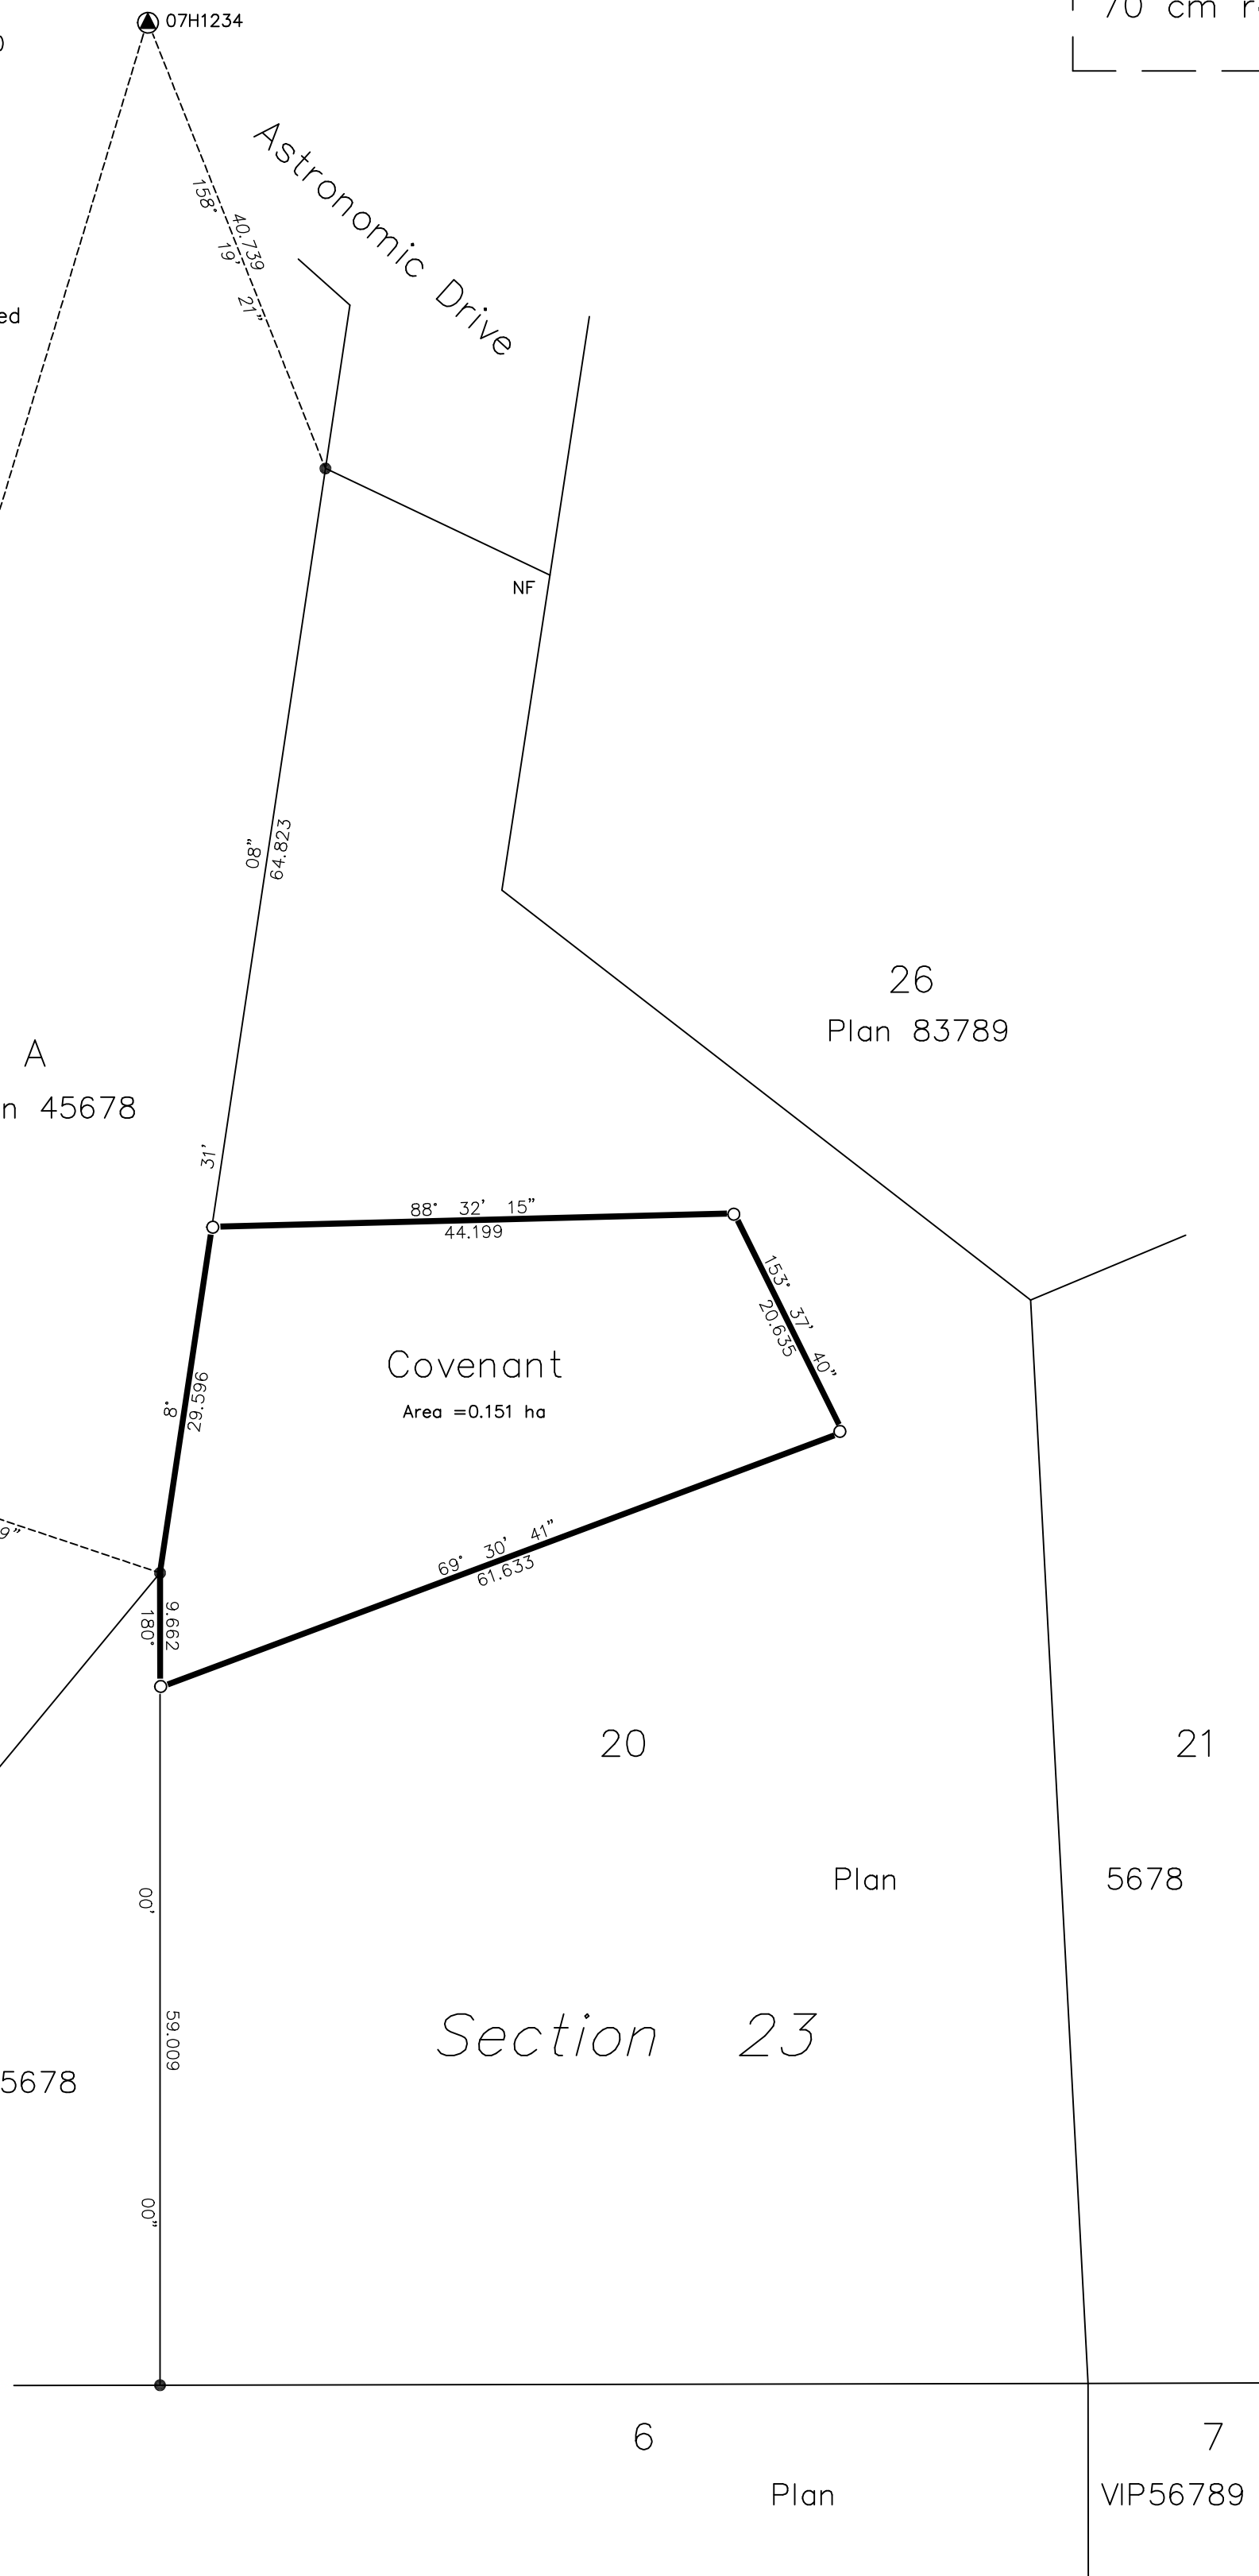 70 cm r
07H1234
Astronomic Drive
158° 19' 21"
40.739
ed
NF
08"
64.823
26
Plan 83789
A
n 45678
31'
88° 32' 15"
44.199
153° 37' 40"
20.635
Covenant
Area =0.151 ha
8°
29.596
9"
69° 30' 41"
61.633
9.662
180°
20
21
Plan 5678
00'
Section 23
59.009
5678
00"
6
7
Plan VIP56789